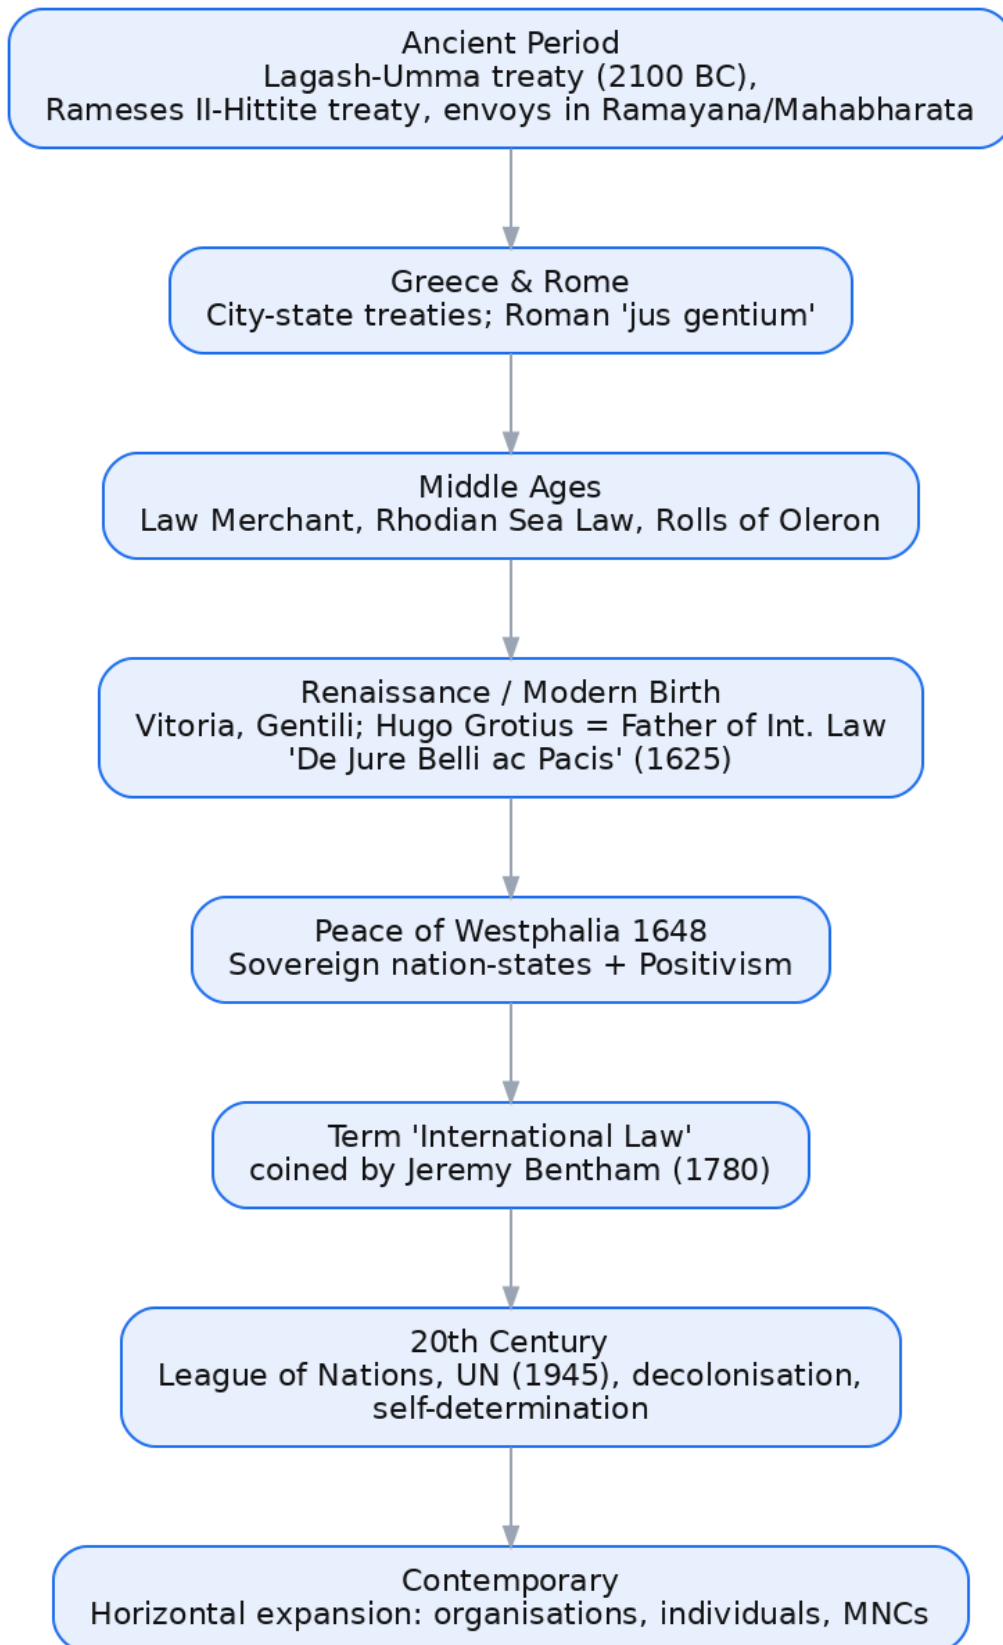 Ancient Period
Lagash-Umma treaty (2100 BC),
Rameses II-Hittite treaty, envoys in Ramayana/Mahabharata
Greece & Rome
City-state treaties; Roman 'jus gentium'
Middle Ages
Law Merchant, Rhodian Sea Law, Rolls of Oleron
Renaissance / Modern Birth
Vitoria, Gentili; Hugo Grotius = Father of Int. Law
'De Jure Belli ac Pacis' (1625)
Peace of Westphalia 1648
Sovereign nation-states + Positivism
Term 'International Law'
coined by Jeremy Bentham (1780)
20th Century
League of Nations, UN (1945), decolonisation,
self-determination
Contemporary
Horizontal expansion: organisations, individuals, MNCs